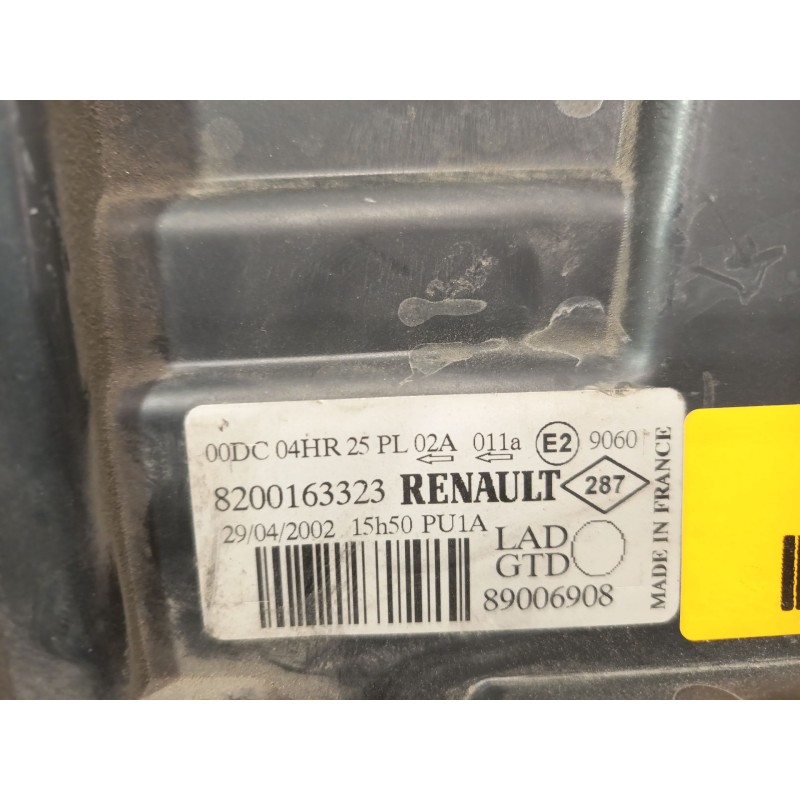 00DC 04HR 25 PL 02A 011a E2 9060
8200163323 RENAULT 287
29/04/2002 15h50 PU1A
LAD
GTD
89006908
MADE IN FRANCE